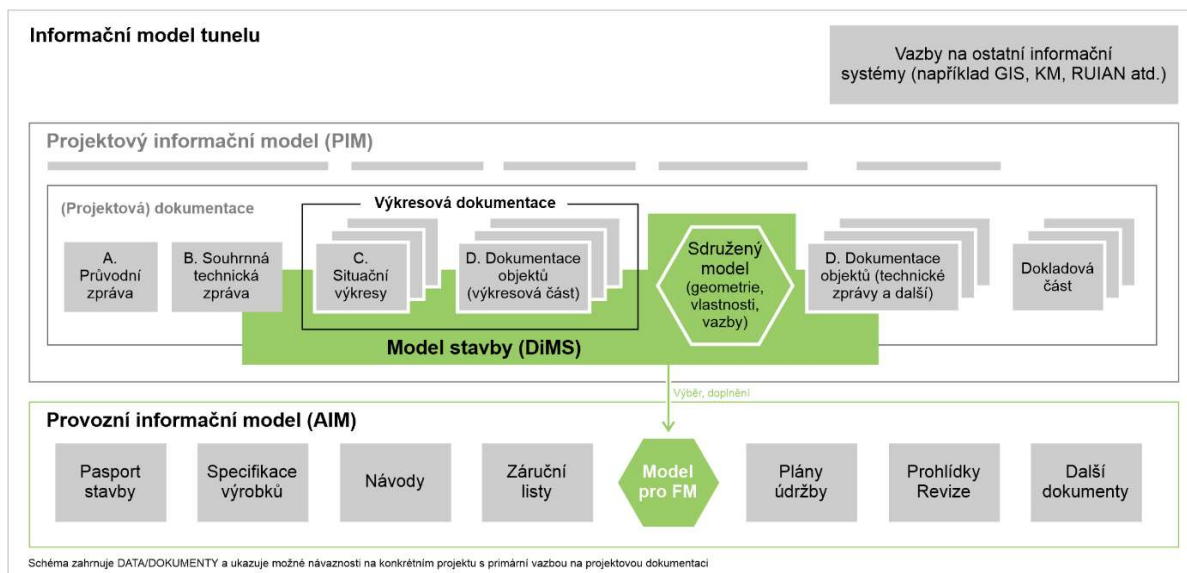 Informační model tunelu
Vazby na ostatní informační
systémy (například GIS, KM, RUIAN atd.)
Projektový informační model (PIM)
(Projektová) dokumentace
Výkresová dokumentace
A.
Průvodní
zpráva
B. Souhrnná
technická
zpráva
C.
Situační
výkresy
D. Dokumentace
objektů
(výkresová část)
Sdružený
model
(geometrie,
vlastnosti,
vazby)
D. Dokumentace
objektů (technické
zprávy a další)
Dokladová
část
Model stavby (DiMS)
Výběr, doplnění
Provozní informační model (AIM)
Pasport
stavby
Specifikace
výrobků
Návody
Záruční
listy
Model
pro FM
Plány
údržby
Prohlídky
Revize
Další
dokumenty
Schéma zahrnuje DATA/DOKUMENTY a ukazuje možné návaznosti na konkrétním projektu s primární vazbou na projektovou dokumentaci